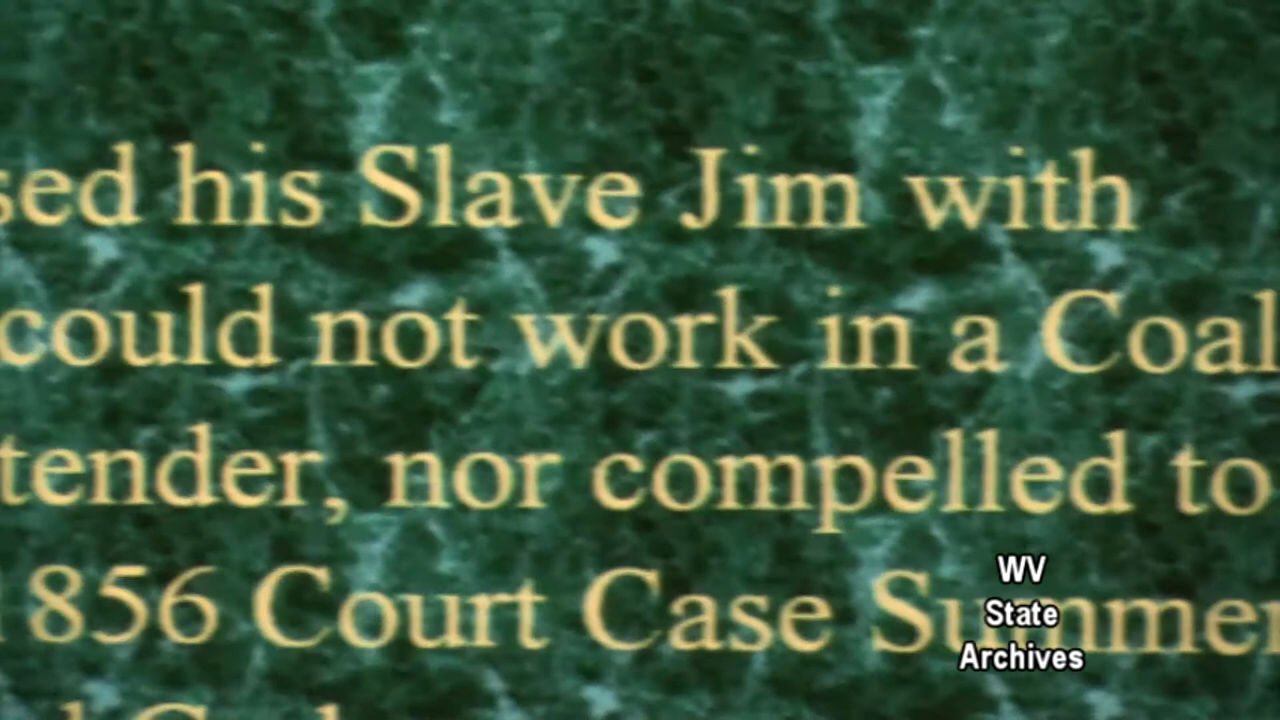 sed his Slave Jim with
could not work in a Coal
tender, nor compelled to
1856 Court Case Summer
WV
State
Archives